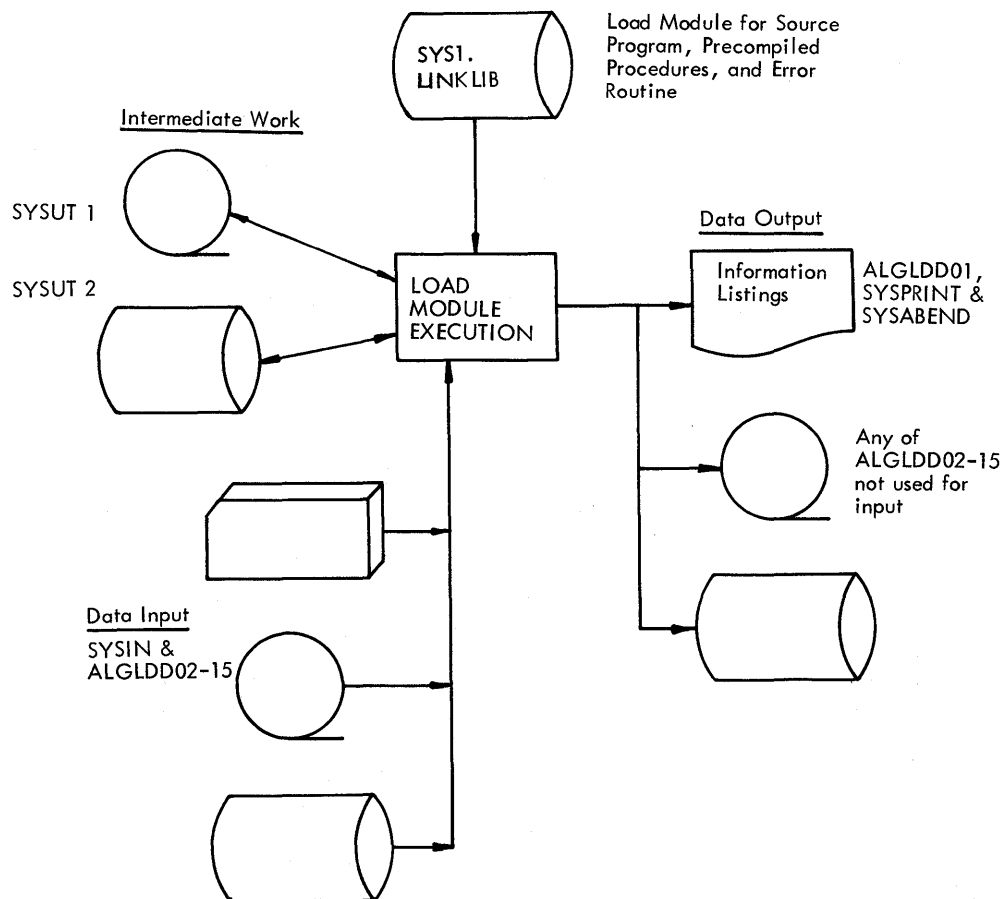 SYS1.
LINKLIB
Load Module for Source
Program, Precompiled
Procedures, and Error
Routine
Intermediate Work
SYSUT 1
SYSUT 2
LOAD
MODULE
EXECUTION
Data Output
Information
Listings
ALGLDD01,
SYSPRINT &
SYSABEND
Any of
ALGLDD02-15
not used for
input
Data Input
SYSIN &
ALGLDD02-15